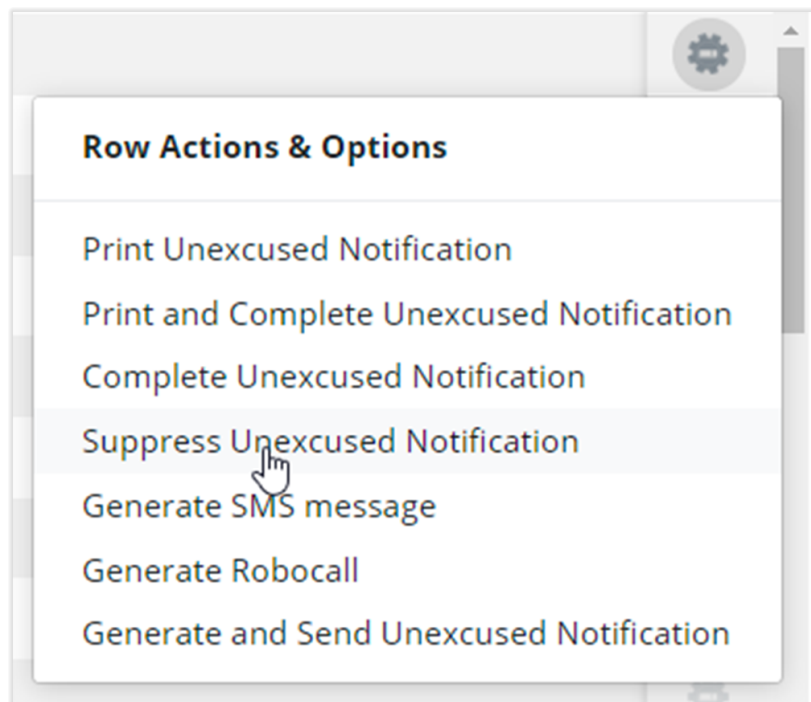 Row Actions & Options
Print Unexcused Notification
Print and Complete Unexcused Notification
Complete Unexcused Notification
Suppress Unexcused Notification
Generate SMS message
Generate Robocall
Generate and Send Unexcused Notification